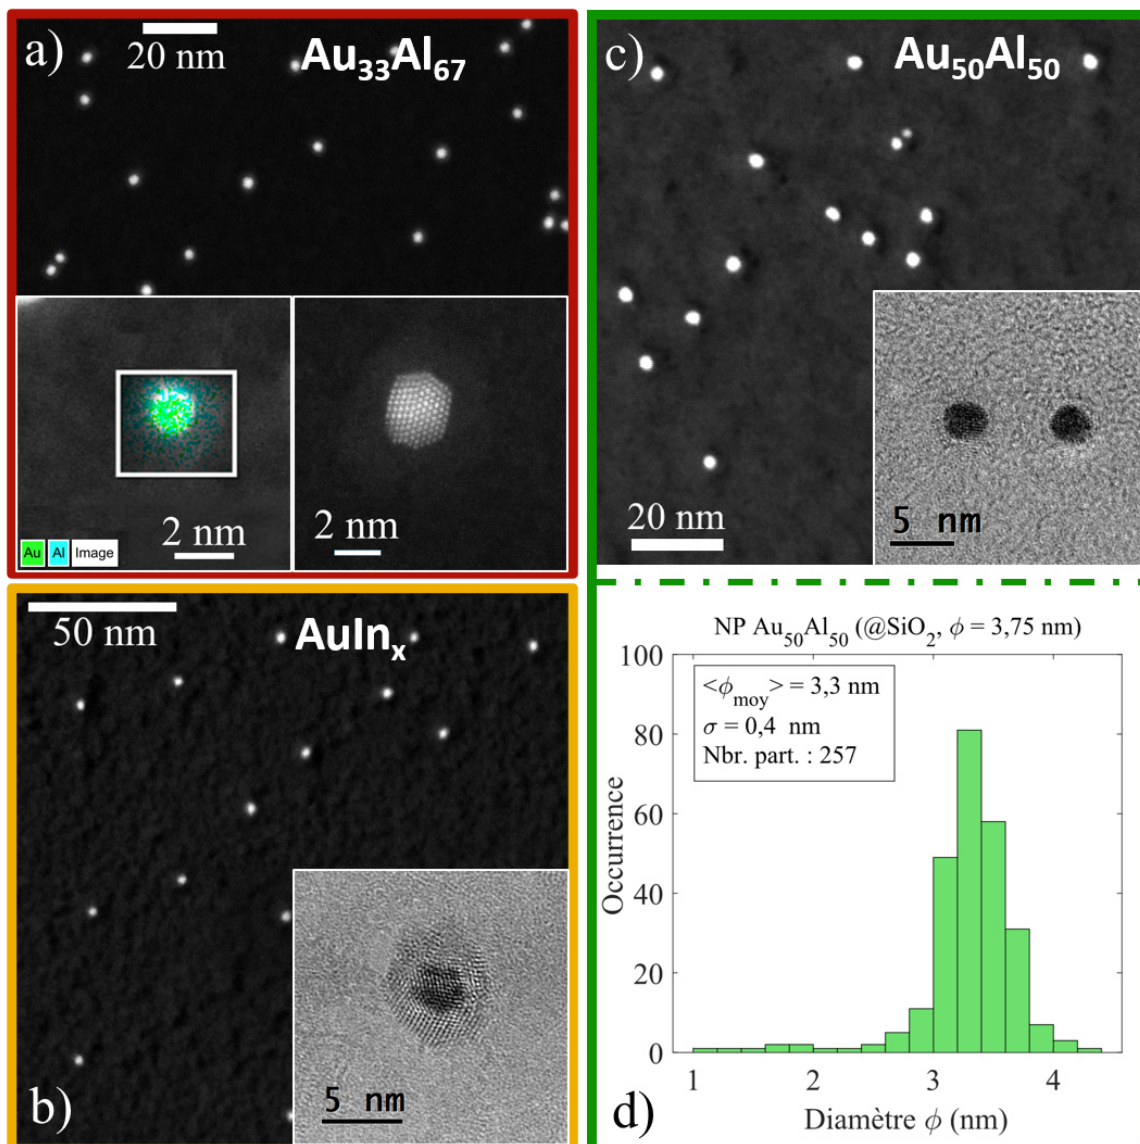 a)
20 nm
Au₃₃Al₆₇
2 nm
Au Al Image
2 nm
c)
Au₅₀Al₅₀
20 nm
5 nm
50 nm
AuInₓ
b)
5 nm
NP Au₅₀Al₅₀ (@SiO₂, ϕ = 3,75 nm)
<ϕmoy> = 3,3 nm
σ = 0,4 nm
Nbr. part. : 257
100
80
60
40
20
0
Occurrence
1 2 3 4
Diamètre ϕ (nm)
d)